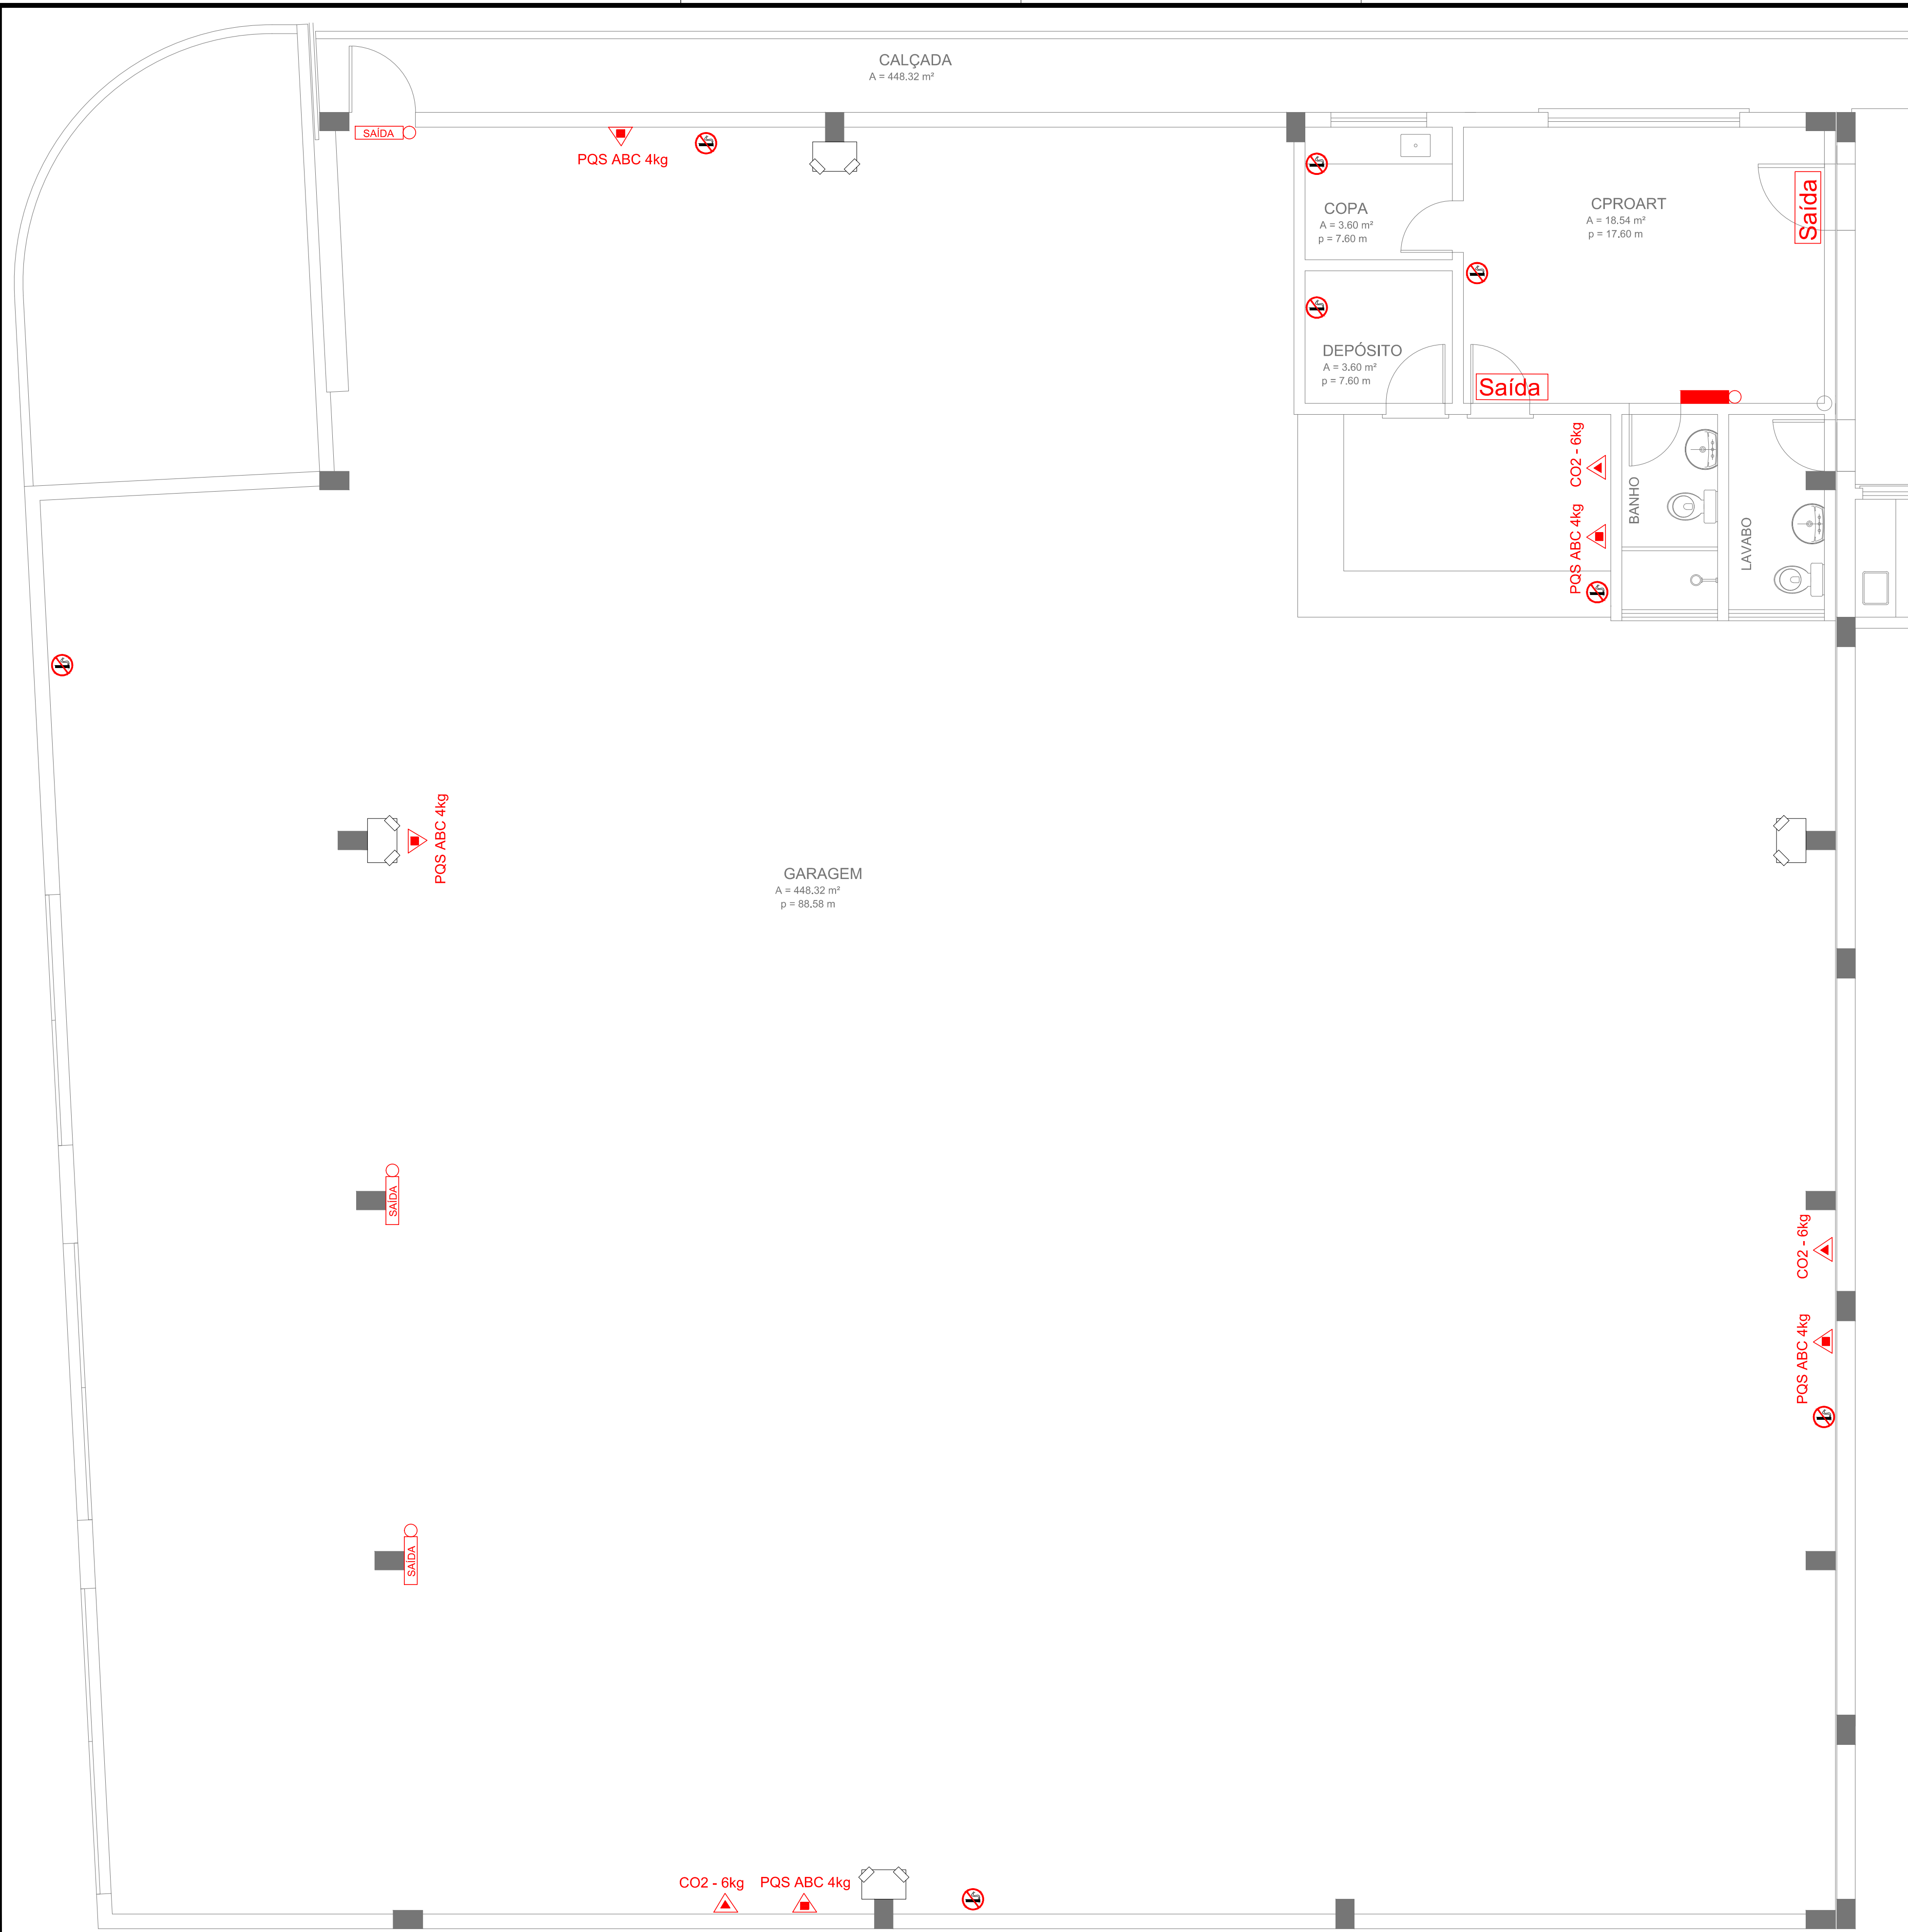 CALÇADA
A = 448.32 m²
SAÍDA
PQS ABC 4kg
COPA
A = 3.60 m²
p = 7.60 m
CPROART
A = 18.54 m²
p = 17.60 m
Saída
DEPÓSITO
A = 3.60 m²
p = 7.60 m
Saída
CO2 - 6kg
PQS ABC 4kg
BANHO
LAVABO
PQS ABC 4kg
GARAGEM
A = 448.32 m²
p = 88.58 m
SAÍDA
CO2 - 6kg
PQS ABC 4kg
SAÍDA
CO2 - 6kg
PQS ABC 4kg